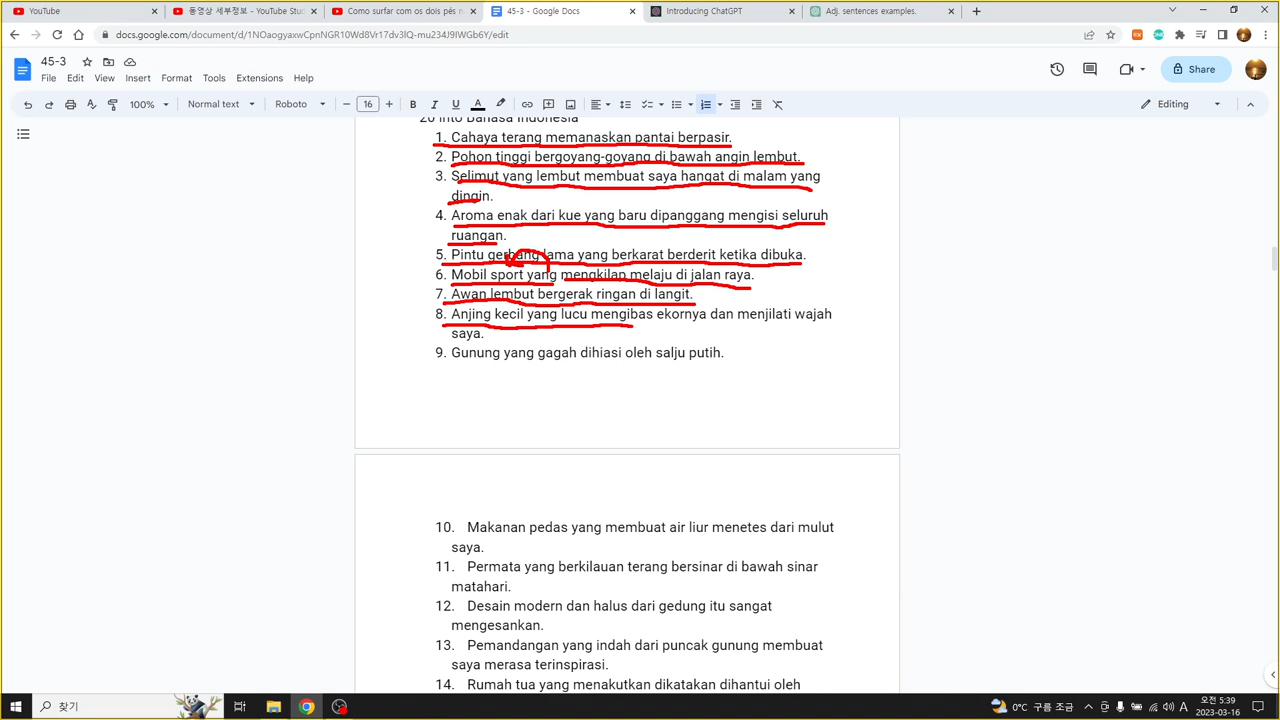 YouTube
동영상 세부정보 - YouTube Stud
Como surfar com os dois pés n
45-3 - Google Docs
Introducing ChatGPT
Adj. sentences examples.
docs.google.com/document/d/1NOaogyaxwCpnNGR10Wd8Vr17dv3lQ-mu234J9IWGb6Y/edit
45-3
File Edit View Insert Format Tools Extensions Help
Share
100% Normal text Roboto 16 Editing
20 into Bahasa Indonesia
1. Cahaya terang memanaskan pantai berpasir.
2. Pohon tinggi bergoyang-goyang di bawah angin lembut.
3. Selimut yang lembut membuat saya hangat di malam yang
dingin.
4. Aroma enak dari kue yang baru dipanggang mengisi seluruh
ruangan.
5. Pintu gerbang lama yang berkarat berderit ketika dibuka.
6. Mobil sport yang mengkilap melaju di jalan raya.
7. Awan lembut bergerak ringan di langit.
8. Anjing kecil yang lucu mengibas ekornya dan menjilati wajah
saya.
9. Gunung yang gagah dihiasi oleh salju putih.
10. Makanan pedas yang membuat air liur menetes dari mulut
saya.
11. Permata yang berkilauan terang bersinar di bawah sinar
matahari.
12. Desain modern dan halus dari gedung itu sangat
mengesankan.
13. Pemandangan yang indah dari puncak gunung membuat
saya merasa terinspirasi.
14. Rumah tua yang menakutkan dikatakan dihantui oleh
찾기
0°C 구름 조금
A
오전 5:39
2023-03-16